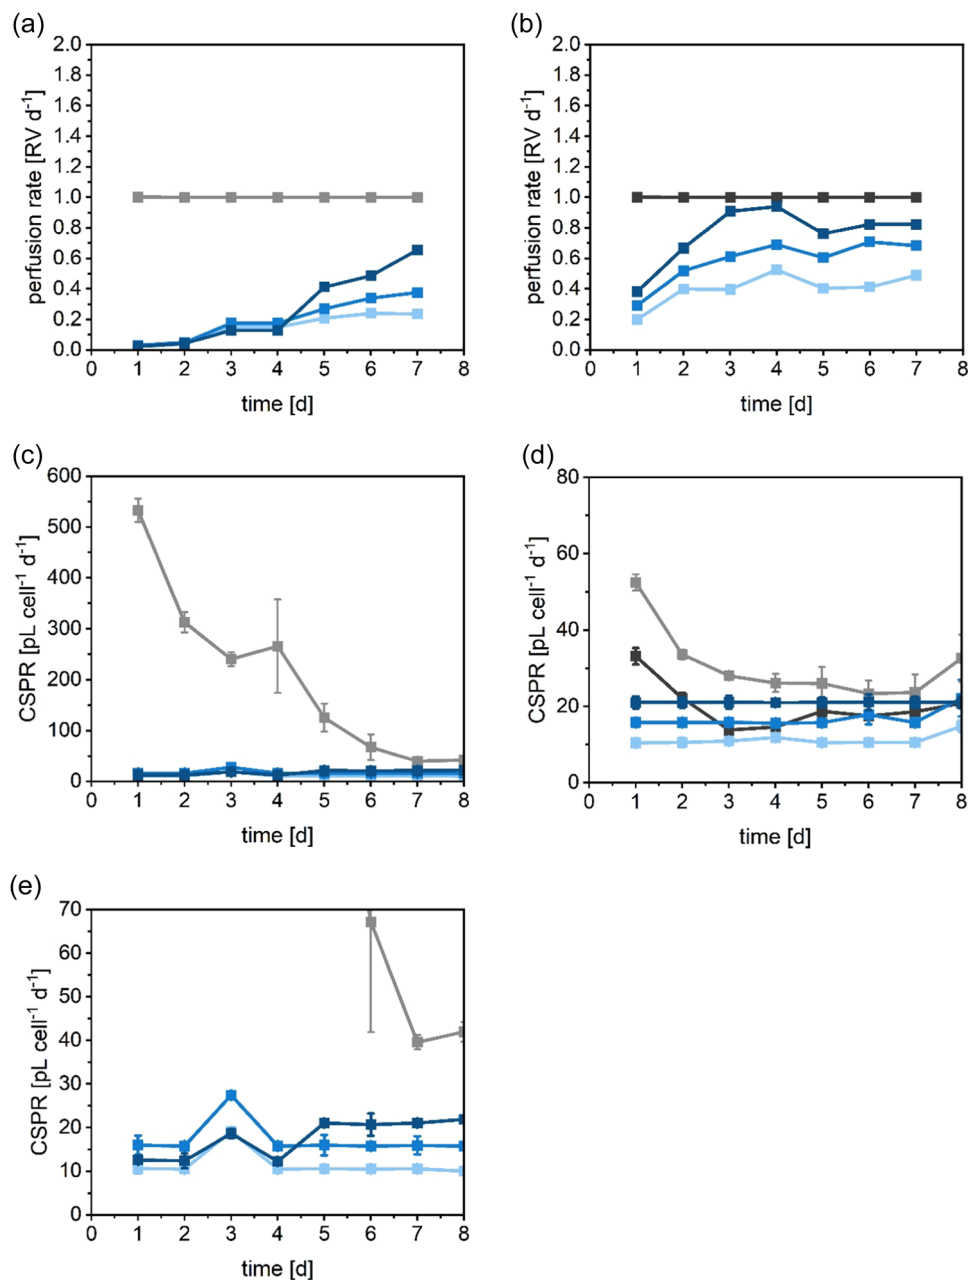 (a)
2.0
1.8
1.6
1.4
1.2
1.0
0.8
0.6
0.4
0.2
0.0
perfusion rate [RV d⁻¹]
0 1 2 3 4 5 6 7 8
time [d]
(b)
2.0
1.8
1.6
1.4
1.2
1.0
0.8
0.6
0.4
0.2
0.0
perfusion rate [RV d⁻¹]
0 1 2 3 4 5 6 7 8
time [d]
(c)
600
500
400
300
200
100
0
CSPR [pL cell⁻¹ d⁻¹]
0 1 2 3 4 5 6 7 8
time [d]
(d)
80
60
40
20
0
CSPR [pL cell⁻¹ d⁻¹]
0 1 2 3 4 5 6 7 8
time [d]
(e)
70
60
50
40
30
20
10
0
CSPR [pL cell⁻¹ d⁻¹]
0 1 2 3 4 5 6 7 8
time [d]